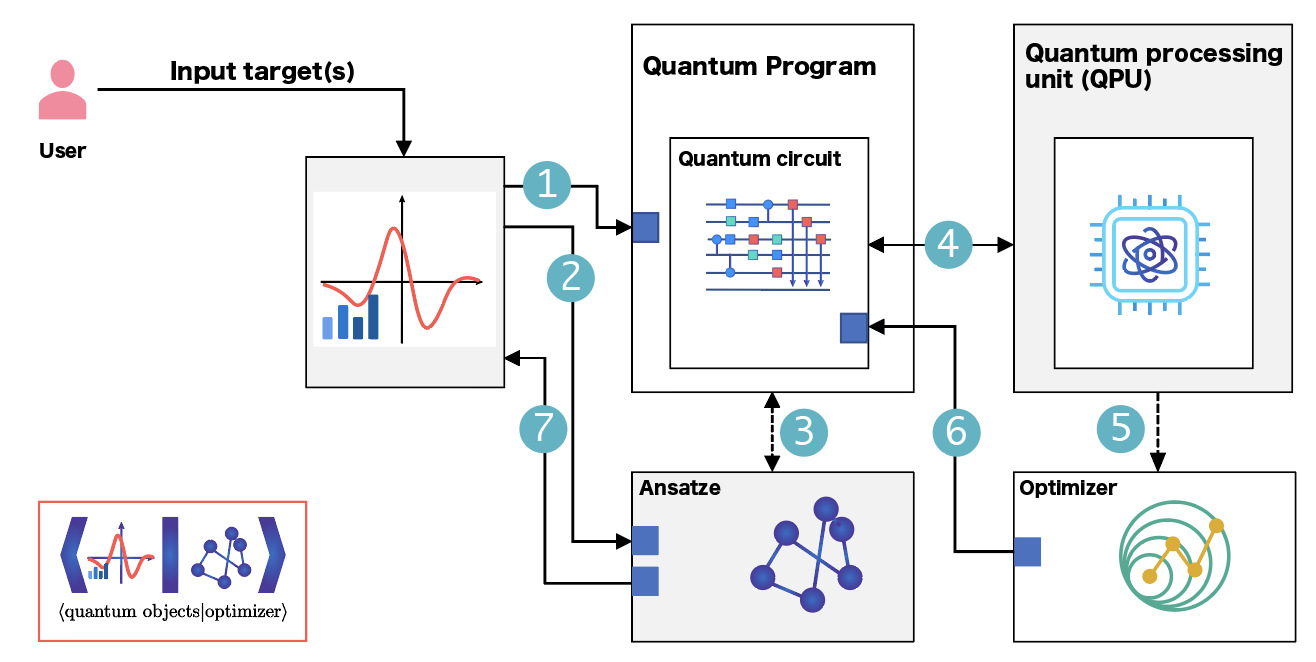 Input target(s)
User
Quantum Program
Quantum circuit
Quantum processing
unit (QPU)
1
2
3
4
5
6
7
Ansatze
Optimizer
⟨quantum objects|optimizer⟩